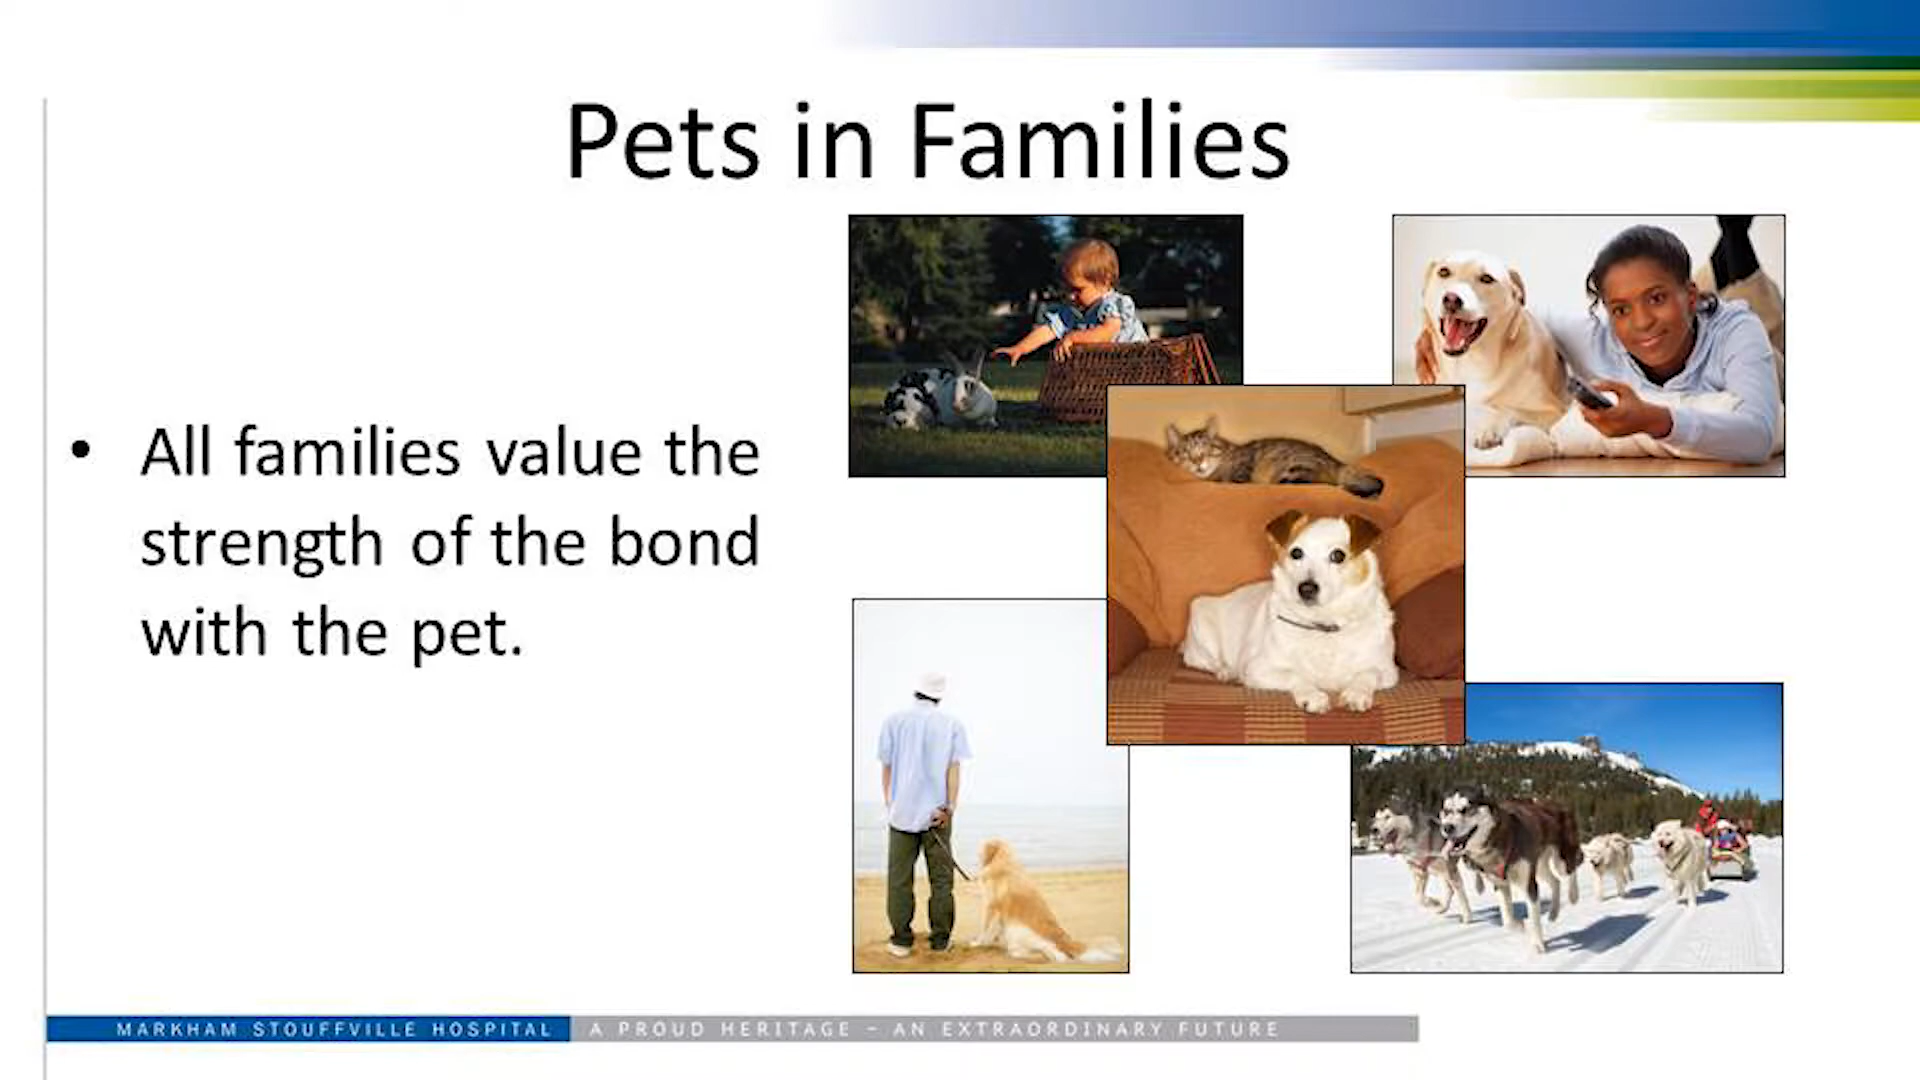 Pets in Families
• All families value the
strength of the bond
with the pet.
MARKHAM STOUFFVILLE HOSPITAL A PROUD HERITAGE – AN EXTRAORDINARY FUTURE